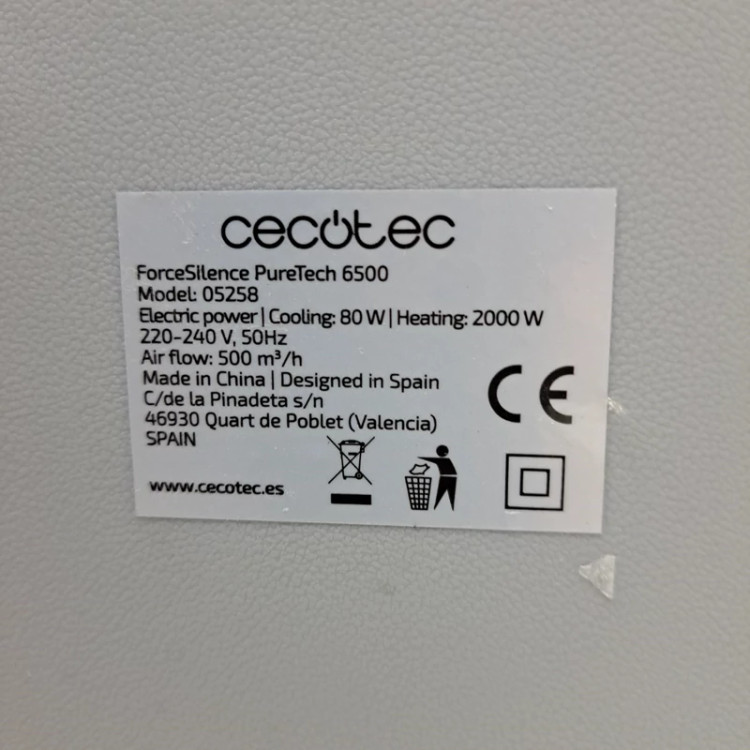 cecotec
ForceSilence PureTech 6500
Model: 05258
Electric power | Cooling: 80 W | Heating: 2000 W
220-240 V, 50Hz
Air flow: 500 m³/h
Made in China | Designed in Spain
C/de la Pinadeta s/n
46930 Quart de Poblet (Valencia)
SPAIN
www.cecotec.es
CE